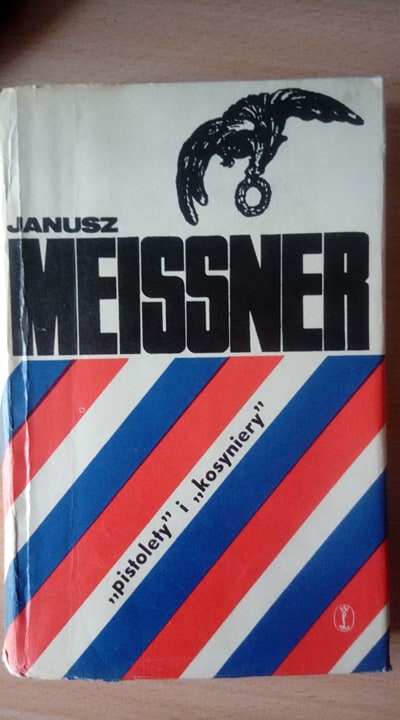 JANUSZ
MEISSNER
„pistolety” i „kosyniery”